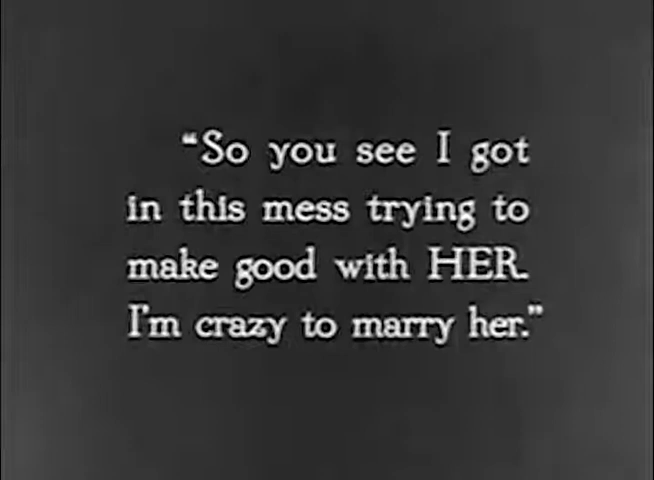 “So you see I got
in this mess trying to
make good with HER.
I'm crazy to marry her.”